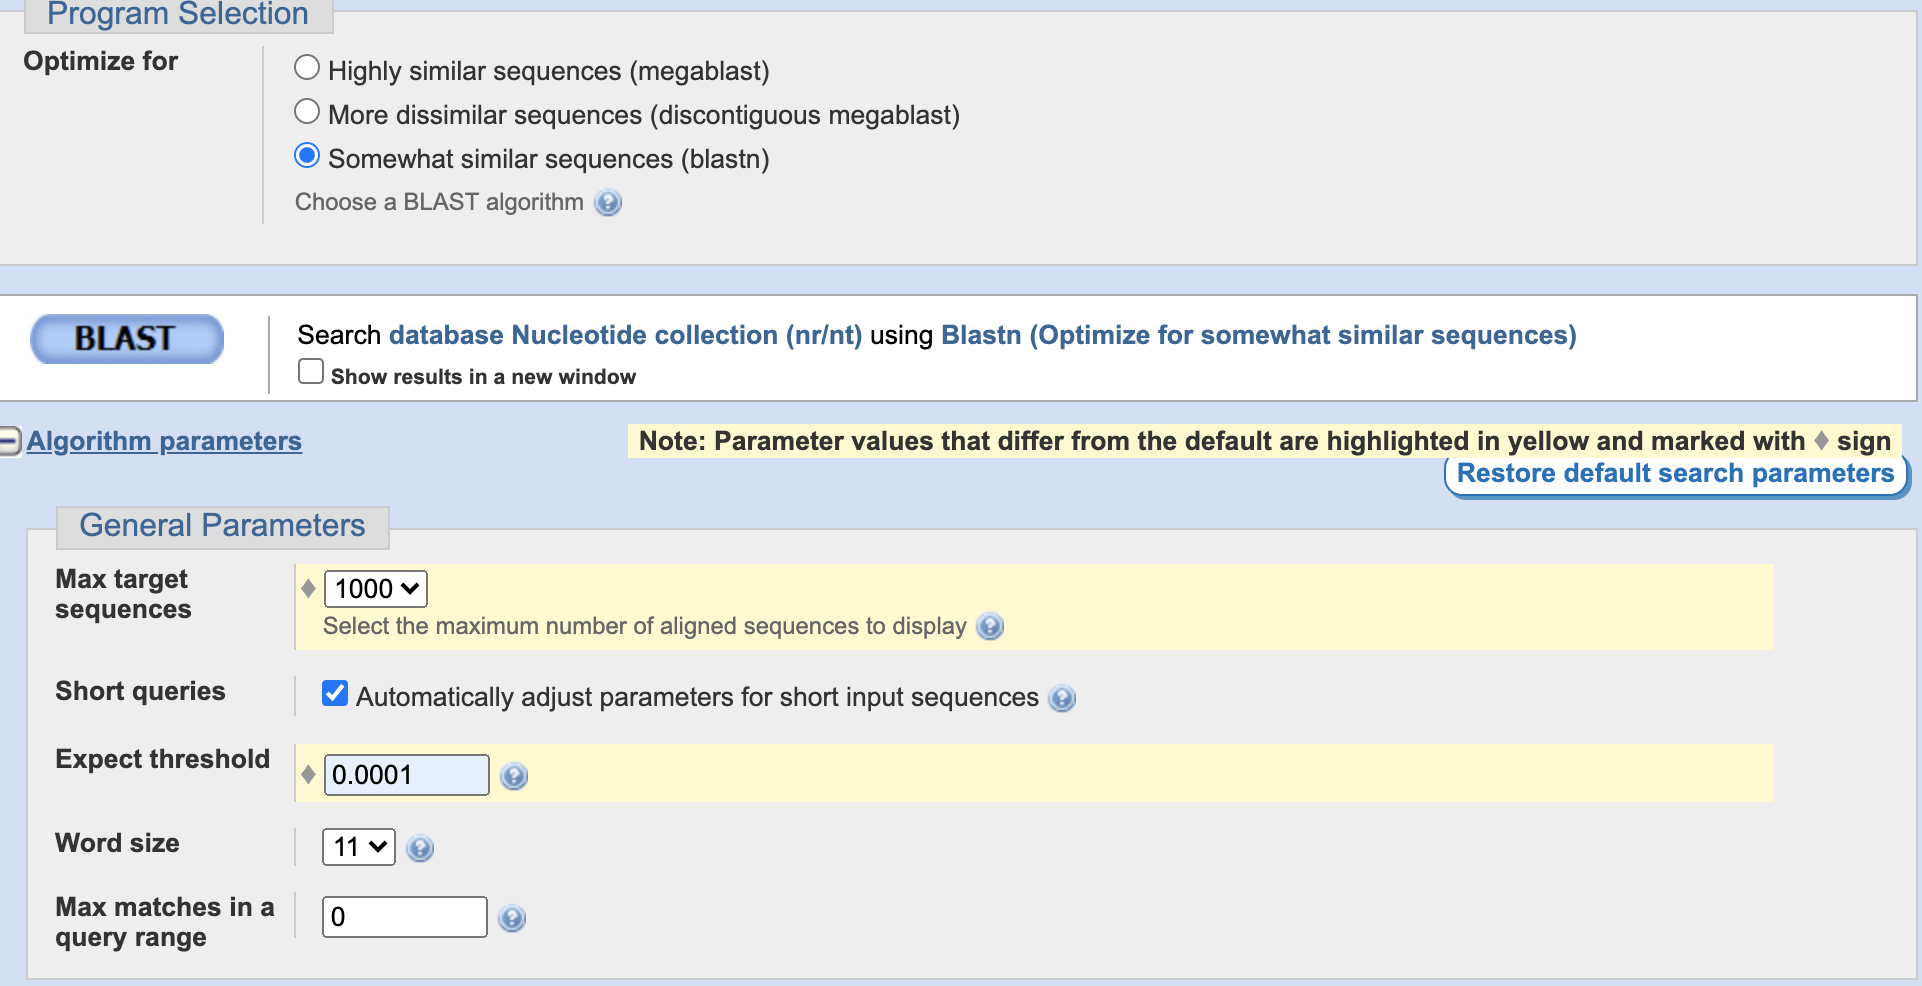 Program Selection
Optimize for
Highly similar sequences (megablast)
More dissimilar sequences (discontiguous megablast)
Somewhat similar sequences (blastn)
Choose a BLAST algorithm
BLAST
Search database Nucleotide collection (nr/nt) using Blastn (Optimize for somewhat similar sequences)
Show results in a new window
Algorithm parameters
Note: Parameter values that differ from the default are highlighted in yellow and marked with ♦ sign
Restore default search parameters
General Parameters
Max target
sequences
♦ 1000
Select the maximum number of aligned sequences to display
Short queries
Automatically adjust parameters for short input sequences
Expect threshold
♦ 0.0001
Word size
11
Max matches in a
query range
0